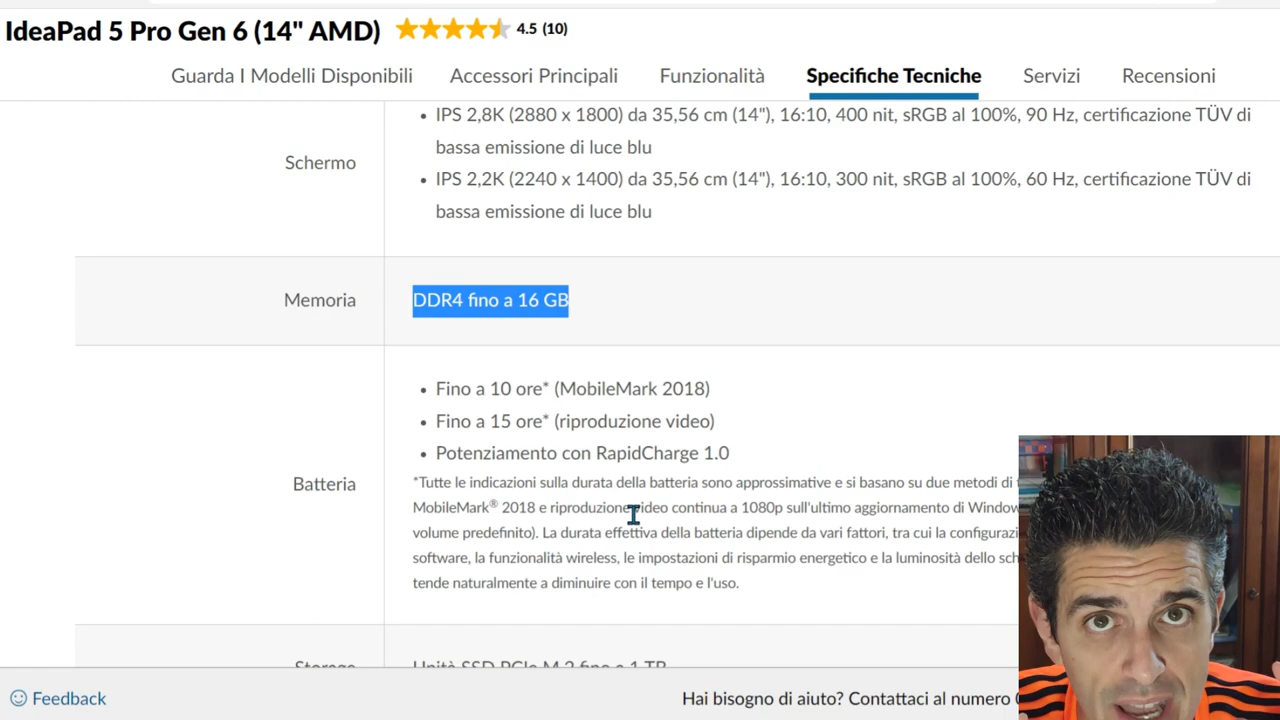 IdeaPad 5 Pro Gen 6 (14" AMD) 4.5 (10)
Guarda I Modelli Disponibili Accessori Principali Funzionalità Specifiche Tecniche Servizi Recensioni
Schermo
• IPS 2,8K (2880 x 1800) da 35,56 cm (14"), 16:10, 400 nit, sRGB al 100%, 90 Hz, certificazione TÜV di
bassa emissione di luce blu
• IPS 2,2K (2240 x 1400) da 35,56 cm (14"), 16:10, 300 nit, sRGB al 100%, 60 Hz, certificazione TÜV di
bassa emissione di luce blu
Memoria
DDR4 fino a 16 GB
Batteria
• Fino a 10 ore* (MobileMark 2018)
• Fino a 15 ore* (riproduzione video)
• Potenziamento con RapidCharge 1.0
*Tutte le indicazioni sulla durata della batteria sono approssimative e si basano su due metodi di
MobileMark® 2018 e riproduzione video continua a 1080p sull'ultimo aggiornamento di Window
volume predefinito). La durata effettiva della batteria dipende da vari fattori, tra cui la configurazi
software, la funzionalità wireless, le impostazioni di risparmio energetico e la luminosità dello sch
tende naturalmente a diminuire con il tempo e l'uso.
Storage
Unità SSD PCIe M.2 fino a 1 TB
Feedback
Hai bisogno di aiuto? Contattaci al numero